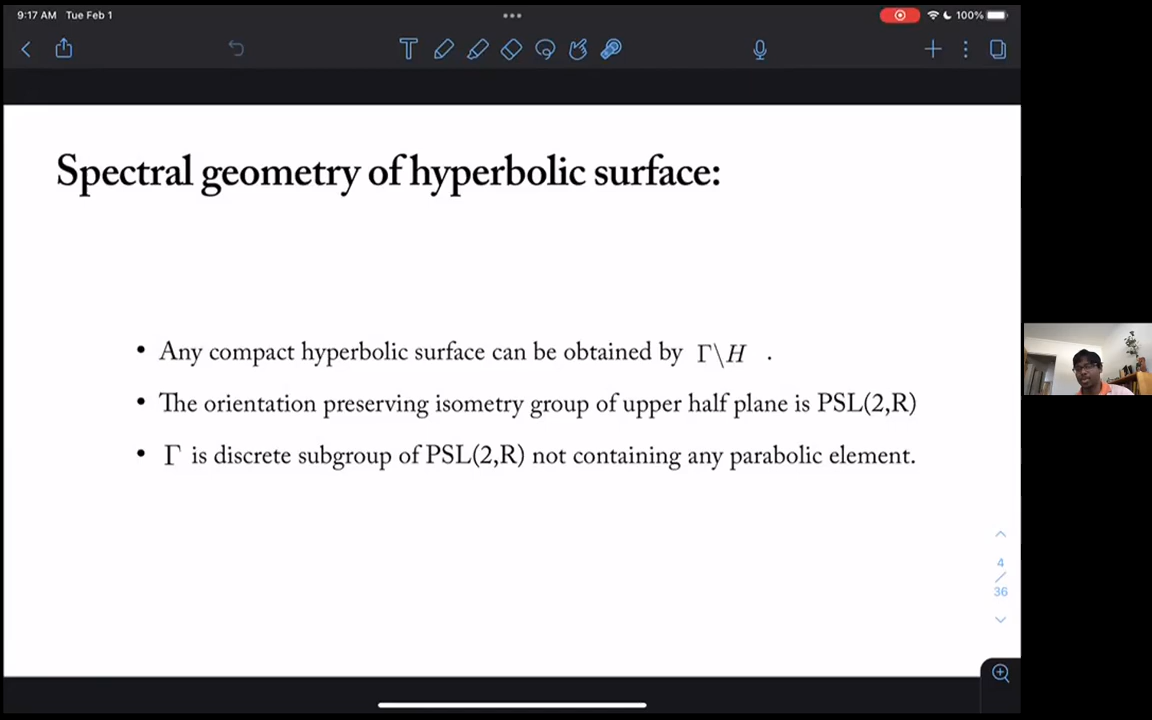 9:17 AM Tue Feb 1
100%
Spectral geometry of hyperbolic surface:
• Any compact hyperbolic surface can be obtained by Γ\H .
• The orientation preserving isometry group of upper half plane is PSL(2,R)
• Γ is discrete subgroup of PSL(2,R) not containing any parabolic element.
4
/
36